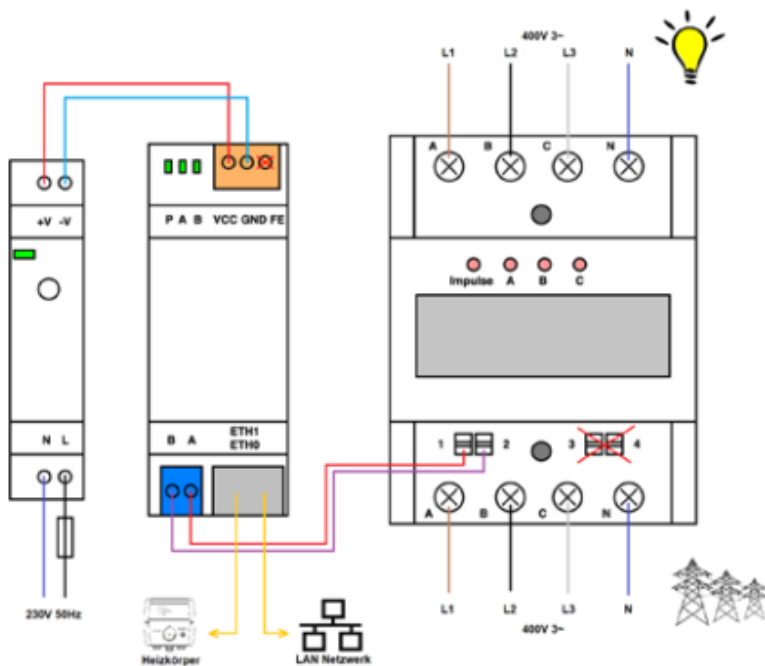 400V 3~
L1 L2 L3 N
A B C N
+V -V
P A B VCC GND FE
Impulse A B C
N L
B A
ETH1
ETH0
1 2 3 4
A B C N
230V 50Hz
L1 L2 L3 N
400V 3~
Heizkörper
LAN Netzwerk